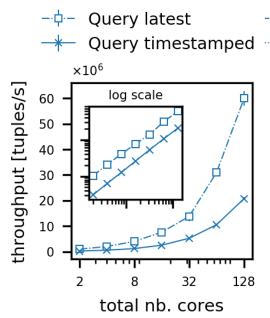 Query latest
Query timestamped
×10⁶
log scale
60
50
40
30
20
10
0
throughput [tuples/s]
2 8 32 128
total nb. cores